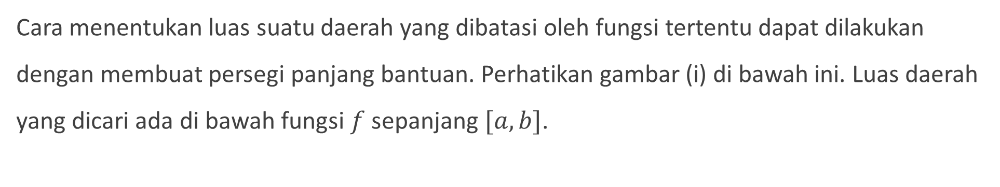 Cara menentukan luas suatu daerah yang dibatasi oleh fungsi tertentu dapat dilakukan
dengan membuat persegi panjang bantuan. Perhatikan gambar (i) di bawah ini. Luas daerah
yang dicari ada di bawah fungsi f sepanjang [a, b].